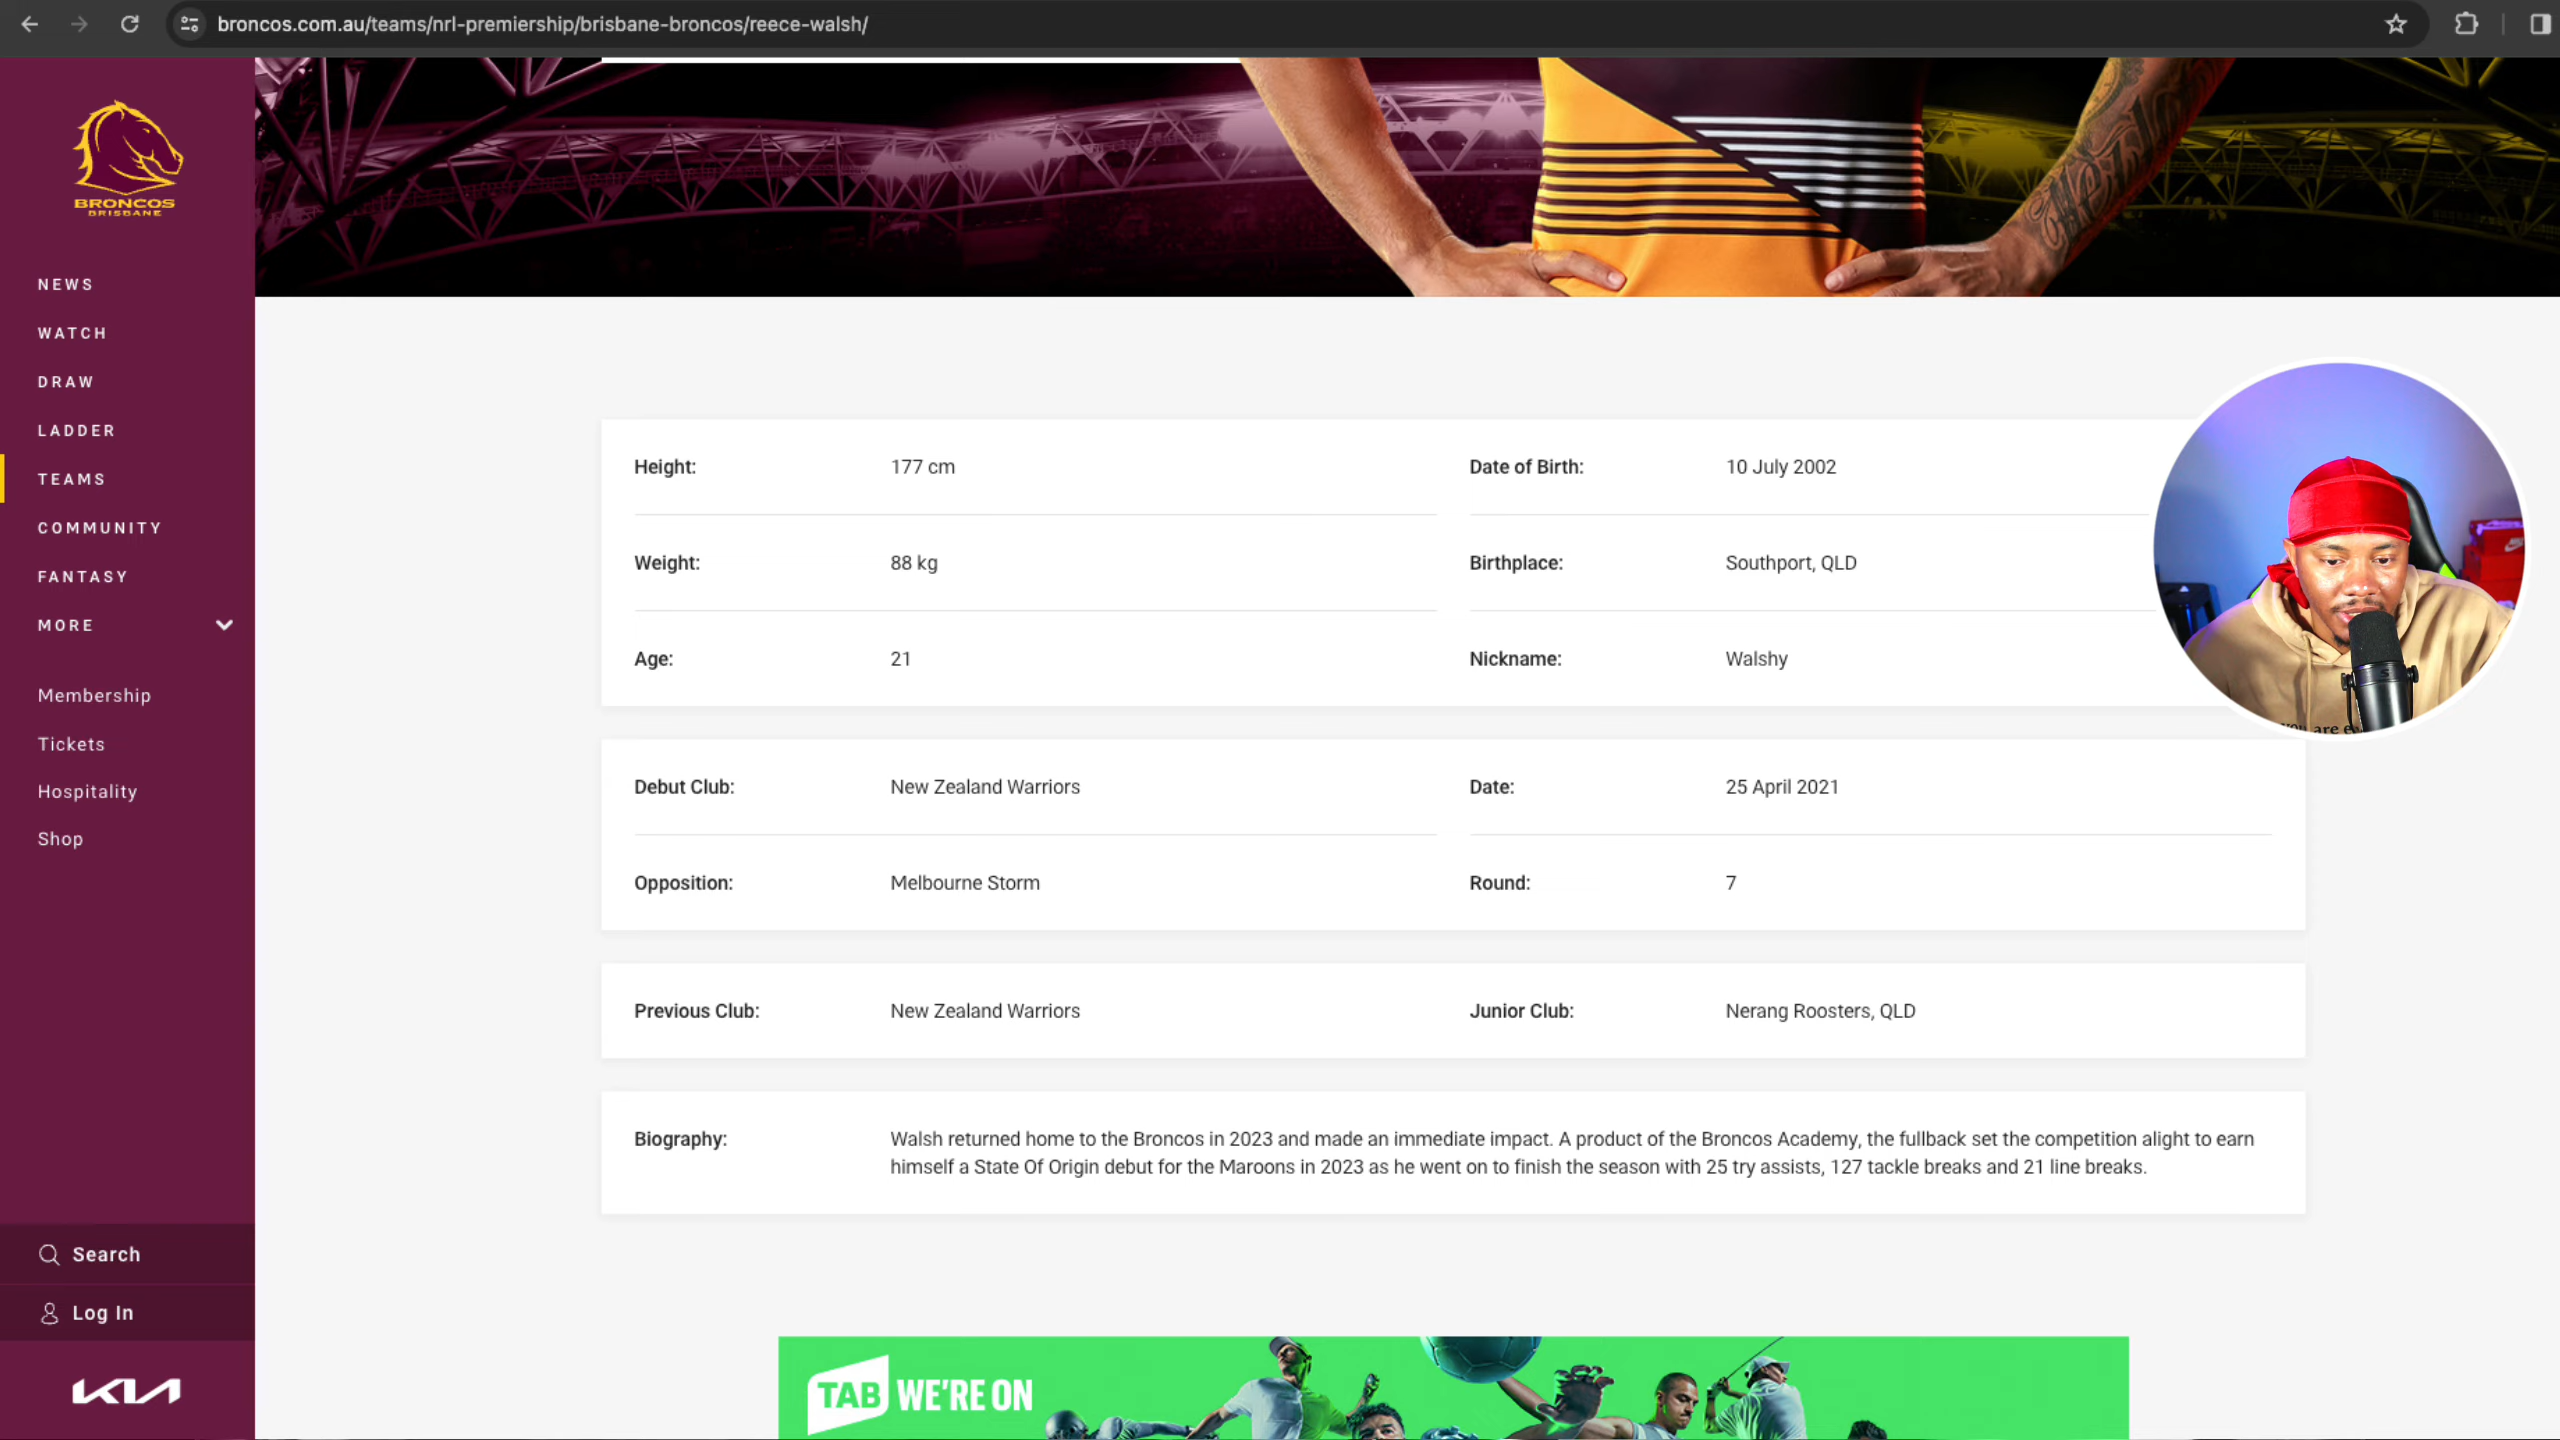 broncos.com.au/teams/nrl-premiership/brisbane-broncos/reece-walsh/
BRONCOS
BRISBANE
NEWS
WATCH
DRAW
LADDER
TEAMS
COMMUNITY
FANTASY
MORE
Membership
Tickets
Hospitality
Shop
Search
Log In
KIA
Height: 177 cm
Date of Birth: 10 July 2002
Weight: 88 kg
Birthplace: Southport, QLD
Age: 21
Nickname: Walshy
you are e
Debut Club: New Zealand Warriors
Date: 25 April 2021
Opposition: Melbourne Storm
Round: 7
Previous Club: New Zealand Warriors
Junior Club: Nerang Roosters, QLD
Biography: Walsh returned home to the Broncos in 2023 and made an immediate impact. A product of the Broncos Academy, the fullback set the competition alight to earn
himself a State Of Origin debut for the Maroons in 2023 as he went on to finish the season with 25 try assists, 127 tackle breaks and 21 line breaks.
TAB WE'RE ON